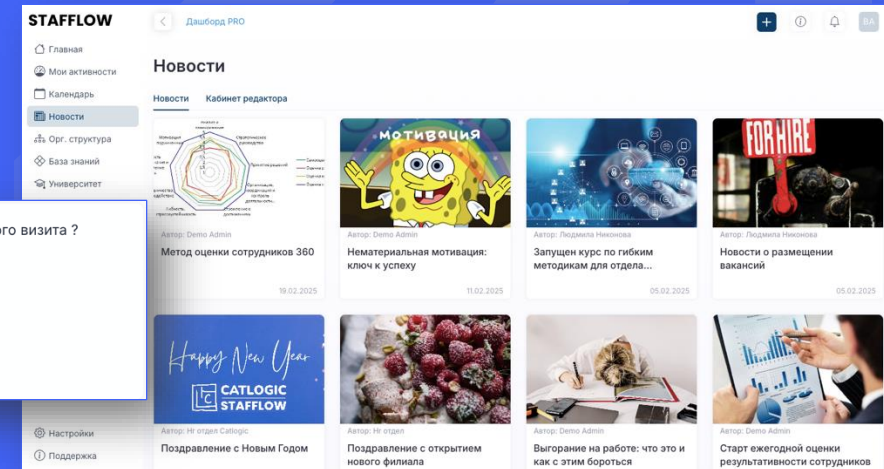 STAFFLOW
Дашборд PRO
BA
Главная
Мои активности
Календарь
Новости
Орг. структура
База знаний
Университет
ого визита ?
Настройки
Поддержка
Новости
Новости Кабинет редактора
Автор: Demo Admin
Метод оценки сотрудников 360
19.02.2025
МОТИВАЦИЯ
Автор: Demo Admin
Нематериальная мотивация:
ключ к успеху
11.02.2025
Автор: Людмила Никонова
Запущен курс по гибким
методикам для отдела...
05.02.2025
FOR HIRE
Автор: Людмила Никонова
Новости о размещении
вакансий
05.02.2025
Happy New Year
CATLOGIC
STAFFLOW
Автор: Hr отдел Catlogic
Поздравление с Новым Годом
Автор: Hr отдел
Поздравление с открытием
нового филиала
Автор: Demo Admin
Выгорание на работе: что это и
как с этим бороться
Автор: Demo Admin
Старт ежегодной оценки
результативности сотрудников